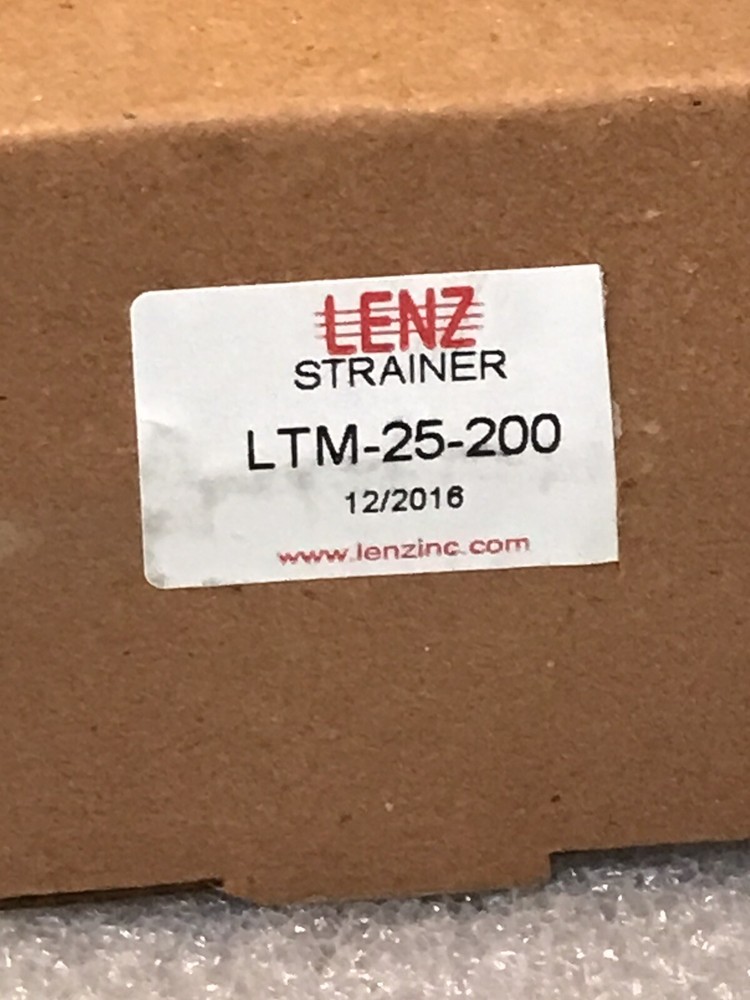 LENZ
STRAINER
LTM-25-200
12/2016
www.lenzinc.com